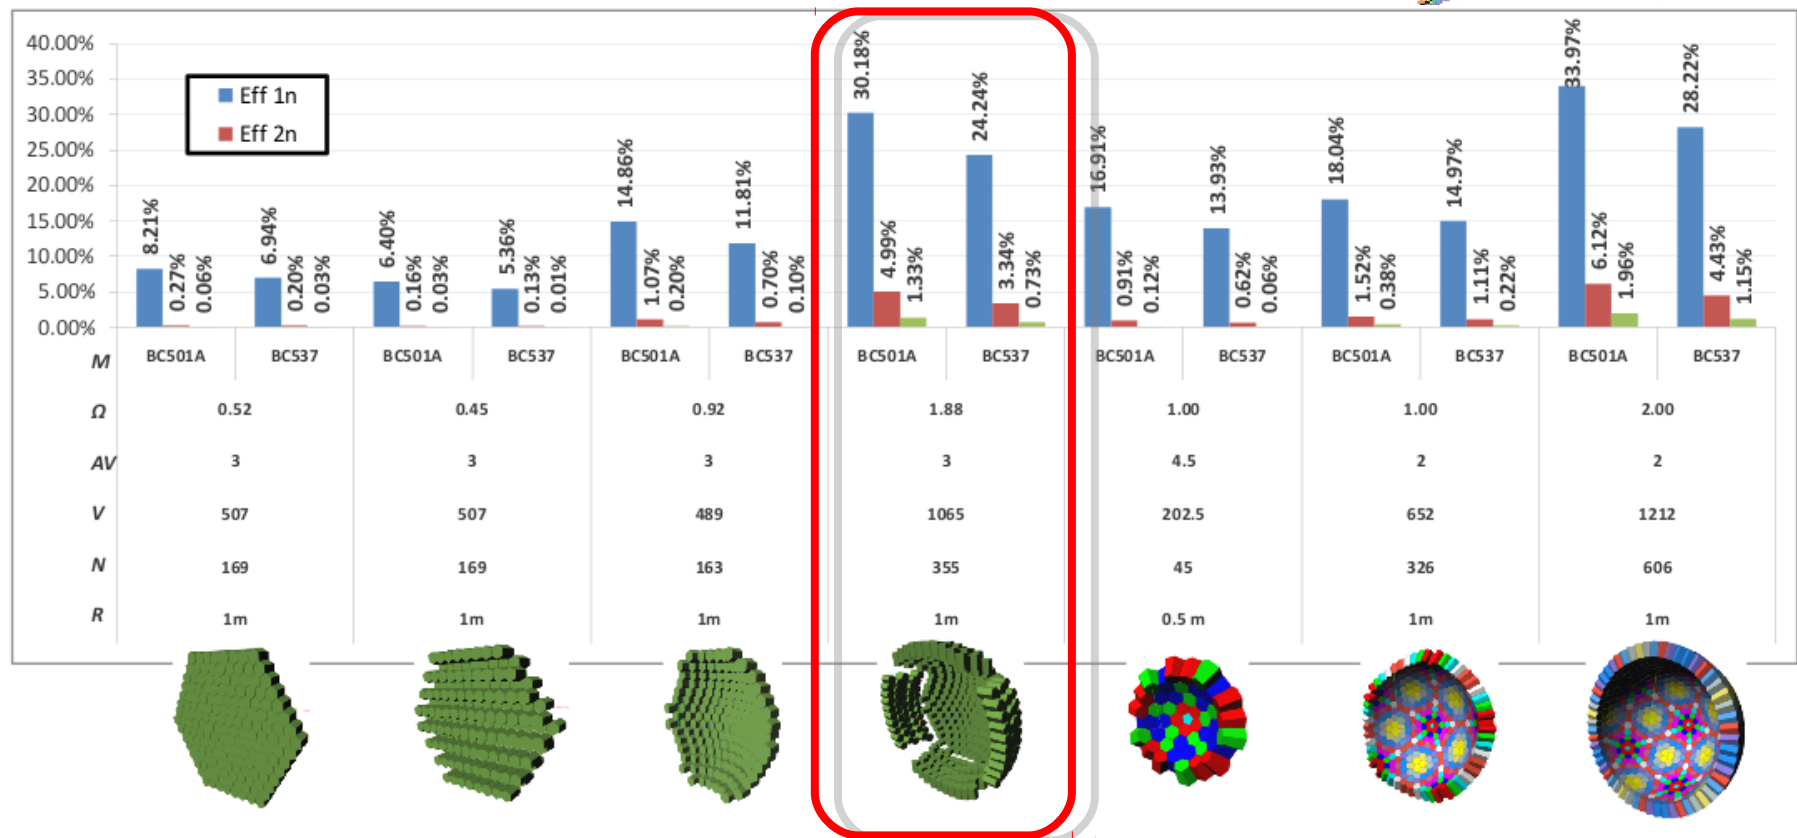 40.00%
35.00%
30.00%
25.00%
20.00%
15.00%
10.00%
5.00%
0.00%
Eff 1n
Eff 2n
8.21% 0.27% 0.06% 6.94% 0.20% 0.03% 6.40% 0.16% 0.03% 5.36% 0.13% 0.01% 14.86% 1.07% 0.20% 11.81% 0.70% 0.10% 30.18% 4.99% 1.33% 24.24% 3.34% 0.73% 16.91% 0.91% 0.12% 13.93% 0.62% 0.06% 18.04% 1.52% 0.38% 14.97% 1.11% 0.22% 33.97% 6.12% 1.96% 28.22% 4.43% 1.15%
M BC501A BC537 BC501A BC537 BC501A BC537 BC501A BC537 BC501A BC537 BC501A BC537 BC501A BC537
Ω 0.52 0.45 0.92 1.88 1.00 1.00 2.00
AV 3 3 3 3 4.5 2 2
V 507 507 489 1065 202.5 652 1212
N 169 169 163 355 45 326 606
R 1m 1m 1m 1m 0.5 m 1m 1m